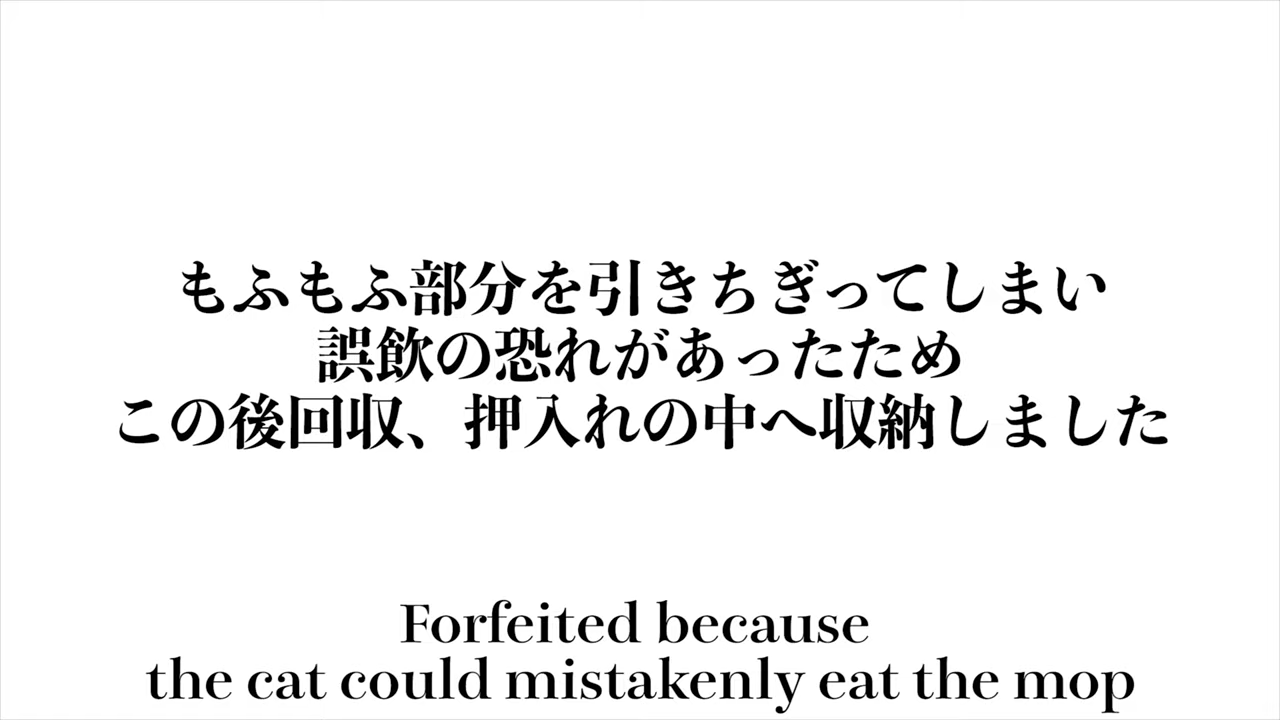 もふもふ部分を引きちぎってしまい
誤飲の恐れがあったため
この後回収、押入れの中へ収納しました
Forfeited because
the cat could mistakenly eat the mop